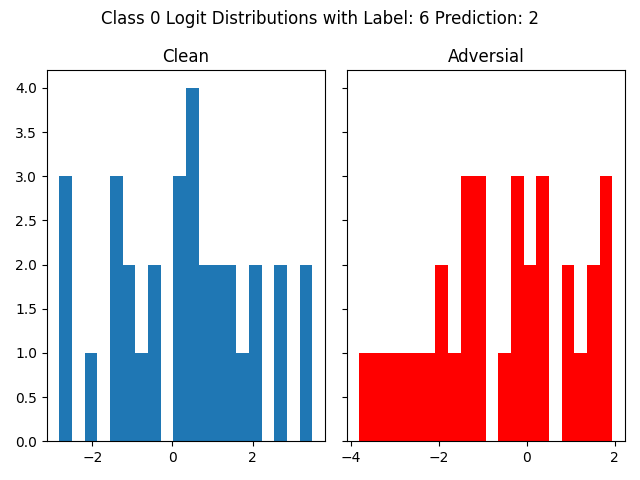 Class 0 Logit Distributions with Label: 6 Prediction: 2
Clean
Adversial
4.0
3.5
3.0
2.5
2.0
1.5
1.0
0.5
0.0
−2 0 2
−4 −2 0 2